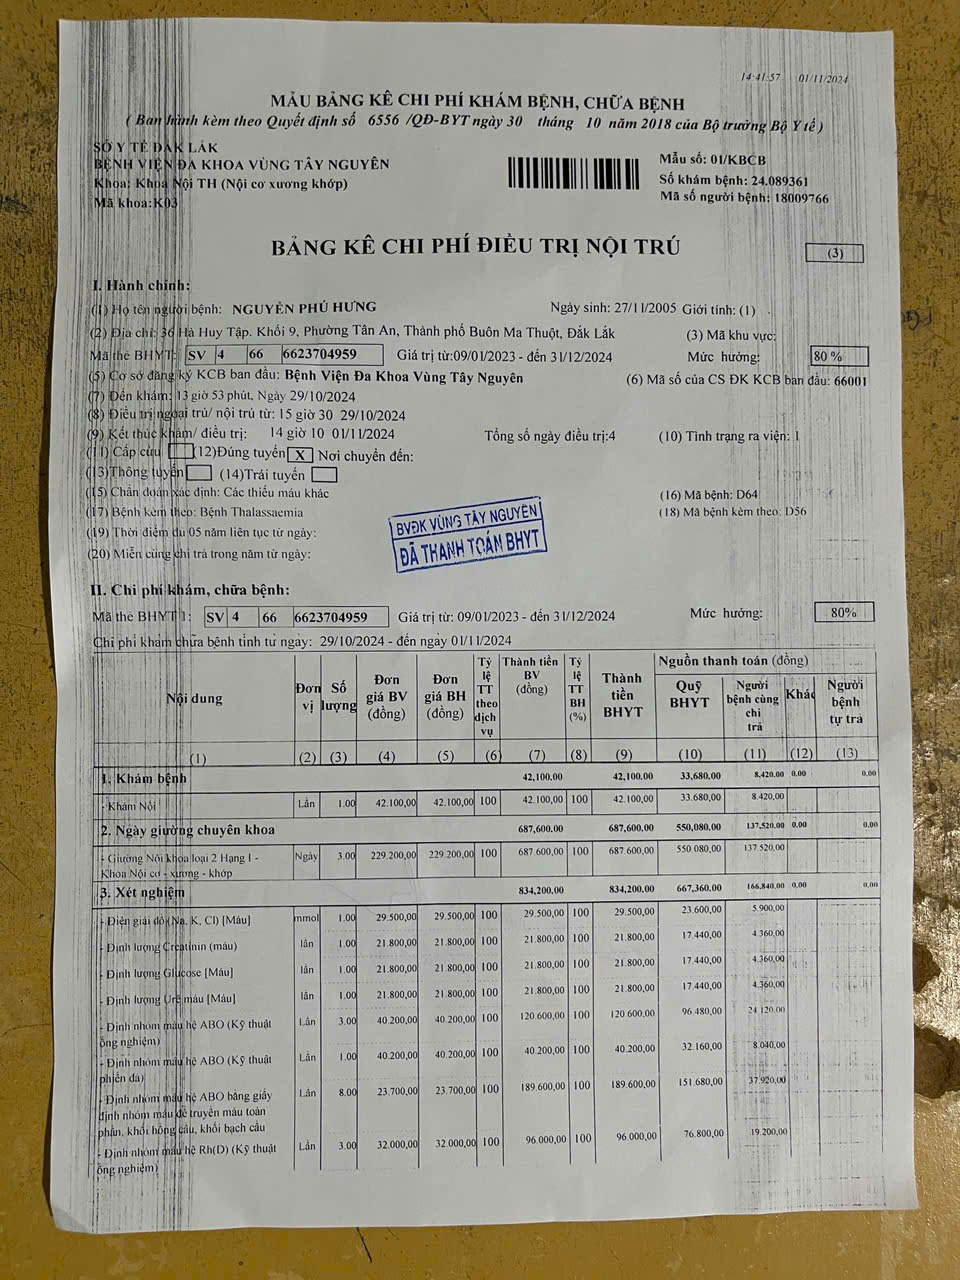 14:41:57 01/11/2024
MẪU BẢNG KÊ CHI PHÍ KHÁM BỆNH, CHỮA BỆNH
( Ban hành kèm theo Quyết định số 6556 /QĐ-BYT ngày 30 tháng 10 năm 2018 của Bộ trưởng Bộ Y tế )
SỞ Y TẾ ĐẮK LẮK
BỆNH VIỆN ĐA KHOA VÙNG TÂY NGUYÊN
Khoa: Khoa Nội TH (Nội cơ xương khớp)
Mã khoa:K03
Mẫu số: 01/KBCB
Số khám bệnh: 24.089361
Mã số người bệnh: 18009766
BẢNG KÊ CHI PHÍ ĐIỀU TRỊ NỘI TRÚ
(3)
I. Hành chính:
(1) Họ tên người bệnh: NGUYỄN PHÚ HƯNG Ngày sinh: 27/11/2005 Giới tính: (1)
(2) Địa chỉ: 36 Hà Huy Tập. Khối 9, Phường Tân An, Thành phố Buôn Ma Thuột, Đắk Lắk (3) Mã khu vực:
Mã thẻ BHYT: SV 4 66 6623704959 Giá trị từ:09/01/2023 - đến 31/12/2024 Mức hưởng: 80 %
(5) Cơ sở đăng ký KCB ban đầu: Bệnh Viện Đa Khoa Vùng Tây Nguyên (6) Mã số của CS ĐK KCB ban đầu: 66001
(7) Đến khám: 13 giờ 53 phút, Ngày 29/10/2024
(8) Điều trị ngoại trú/ nội trú từ: 15 giờ 30 29/10/2024
(9) Kết thúc khám/ điều trị: 14 giờ 10 01/11/2024 Tổng số ngày điều trị:4 (10) Tình trạng ra viện: 1
(11) Cấp cứu (12)Đúng tuyến X Nơi chuyển đến:
(13)Thông tuyến (14)Trái tuyến
(15) Chẩn đoán xác định: Các thiếu máu khác (16) Mã bệnh: D64
(17) Bệnh kèm theo: Bệnh Thalassaemia (18) Mã bệnh kèm theo: D56
(19) Thời điểm đủ 05 năm liên tục từ ngày:
(20) Miễn cùng chi trả trong năm từ ngày:
BVĐK VÙNG TÂY NGUYÊN
ĐÃ THANH TOÁN BHYT
II. Chi phí khám, chữa bệnh:
Mã thẻ BHYT 1: SV 4 66 6623704959 Giá trị từ: 09/01/2023 - đến 31/12/2024 Mức hưởng: 80%
Chi phí khám chữa bệnh tính từ ngày: 29/10/2024 - đến ngày 01/11/2024
Nội dung Đơn vị Số lượng Đơn giá BV (đồng) Đơn giá BH (đồng) Tỷ lệ TT theo dịch vụ Thành tiền BV (đồng) Tỷ lệ TT BH (%) Thành tiền BHYT Nguồn thanh toán (đồng) Quỹ BHYT Người bệnh cùng chi trả Khác Người bệnh tự trả
(1) (2) (3) (4) (5) (6) (7) (8) (9) (10) (11) (12) (13)
1. Khám bệnh 42,100.00 42,100.00 33,680.00 8,420.00 0.00 0.00
- Khám Nội Lần 1.00 42.100,00 42.100,00 100 42.100,00 100 42.100,00 33.680,00 8.420,00
2. Ngày giường chuyên khoa 687,600.00 687,600.00 550,080.00 137,520.00 0.00 0.00
- Giường Nội khoa loại 2 Hạng I - Khoa Nội cơ - xương - khớp Ngày 3.00 229.200,00 229.200,00 100 687.600,00 100 687.600,00 550.080,00 137.520,00
3. Xét nghiệm 834,200.00 834,200.00 667,360.00 166,840.00 0.00 0.00
- Điện giải đồ (Na, K, Cl) [Máu] mmol 1.00 29.500,00 29.500,00 100 29.500,00 100 29.500,00 23.600,00 5.900,00
- Định lượng Creatinin (máu) lần 1.00 21.800,00 21.800,00 100 21.800,00 100 21.800,00 17.440,00 4.360,00
- Định lượng Glucose [Máu] lần 1.00 21.800,00 21.800,00 100 21.800,00 100 21.800,00 17.440,00 4.360,00
- Định lượng Urê máu [Máu] lần 1.00 21.800,00 21.800,00 100 21.800,00 100 21.800,00 17.440,00 4.360,00
- Định nhóm máu hệ ABO (Kỹ thuật ống nghiệm) Lần 3.00 40.200,00 40.200,00 100 120.600,00 100 120.600,00 96.480,00 24.120,00
- Định nhóm máu hệ ABO (Kỹ thuật phiến đá) Lần 1.00 40.200,00 40.200,00 100 40.200,00 100 40.200,00 32.160,00 8.040,00
- Định nhóm máu hệ ABO bằng giấy định nhóm máu để truyền máu toàn phần, khối hồng cầu, khối bạch cầu Lần 8.00 23.700,00 23.700,00 100 189.600,00 100 189.600,00 151.680,00 37.920,00
- Định nhóm máu hệ Rh(D) (Kỹ thuật ống nghiệm) Lần 3.00 32.000,00 32.000,00 100 96.000,00 100 96.000,00 76.800,00 19.200,00